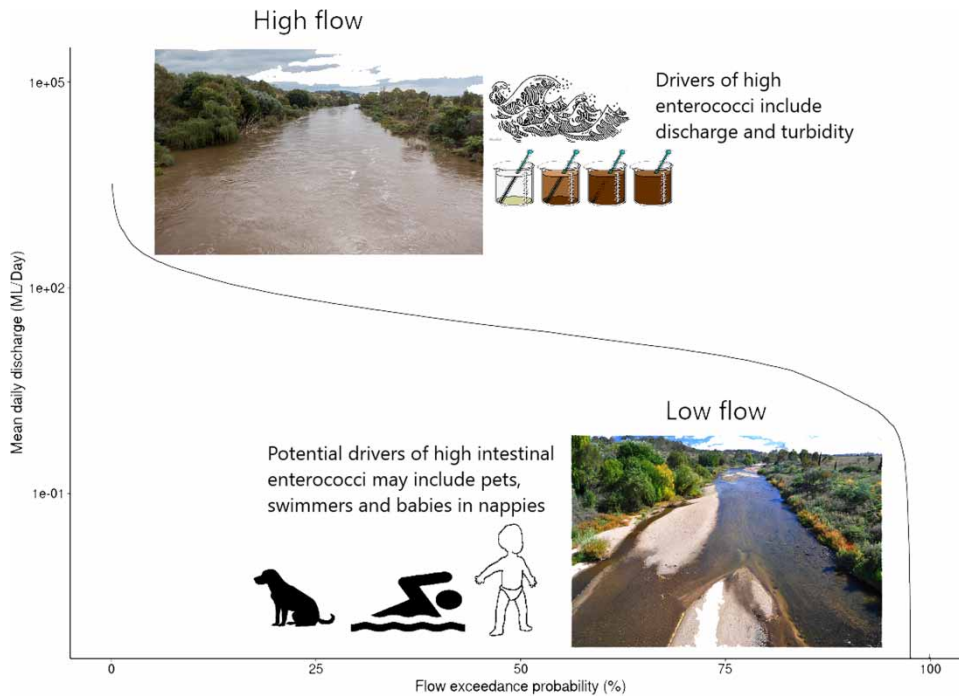 High flow
1e+05
Drivers of high
enterococci include
discharge and turbidity
Mean daily discharge (ML/Day)
1e+02
Low flow
Potential drivers of high intestinal
enterococci may include pets,
swimmers and babies in nappies
1e-01
0
25
50
75
100
Flow exceedance probability (%)